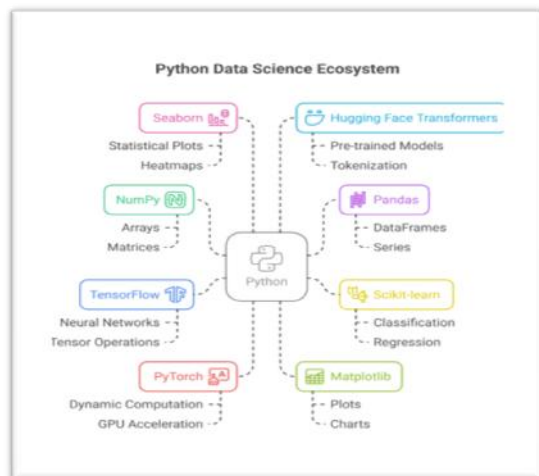 Python Data Science Ecosystem
Seaborn
Statistical Plots
Heatmaps
NumPy
Arrays
Matrices
TensorFlow
Neural Networks
Tensor Operations
PyTorch
Dynamic Computation
GPU Acceleration
Python
Hugging Face Transformers
Pre-trained Models
Tokenization
Pandas
DataFrames
Series
Scikit-learn
Classification
Regression
Matplotlib
Plots
Charts